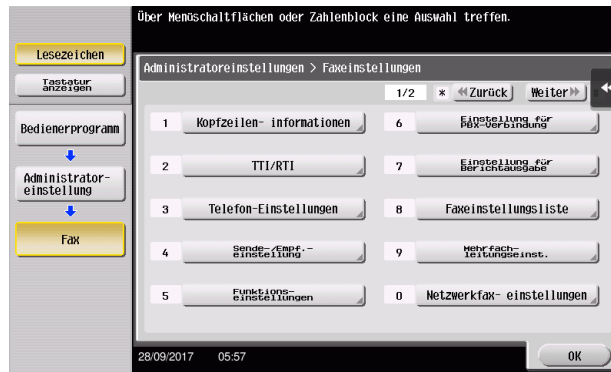 Über Menüschaltflächen oder Zahlenblock eine Auswahl treffen.
Lesezeichen
Tastatur
anzeigen
Bedienerprogramm
Administrator-
einstellung
Fax
Administratoreinstellungen > Faxeinstellungen
1/2 * Zurück Weiter
1 Kopfzeilen- informationen
6 Einstellung für
PBX-Verbindung
2 TTI/RTI
7 Einstellung für
Berichtausgabe
3 Telefon-Einstellungen
8 Faxeinstellungsliste
4 Sende-/Empf.-
einstellung
9 Mehrfach-
leitungseinst.
5 Funktions-
einstellungen
0 Netzwerkfax- einstellungen
28/09/2017 05:57
OK